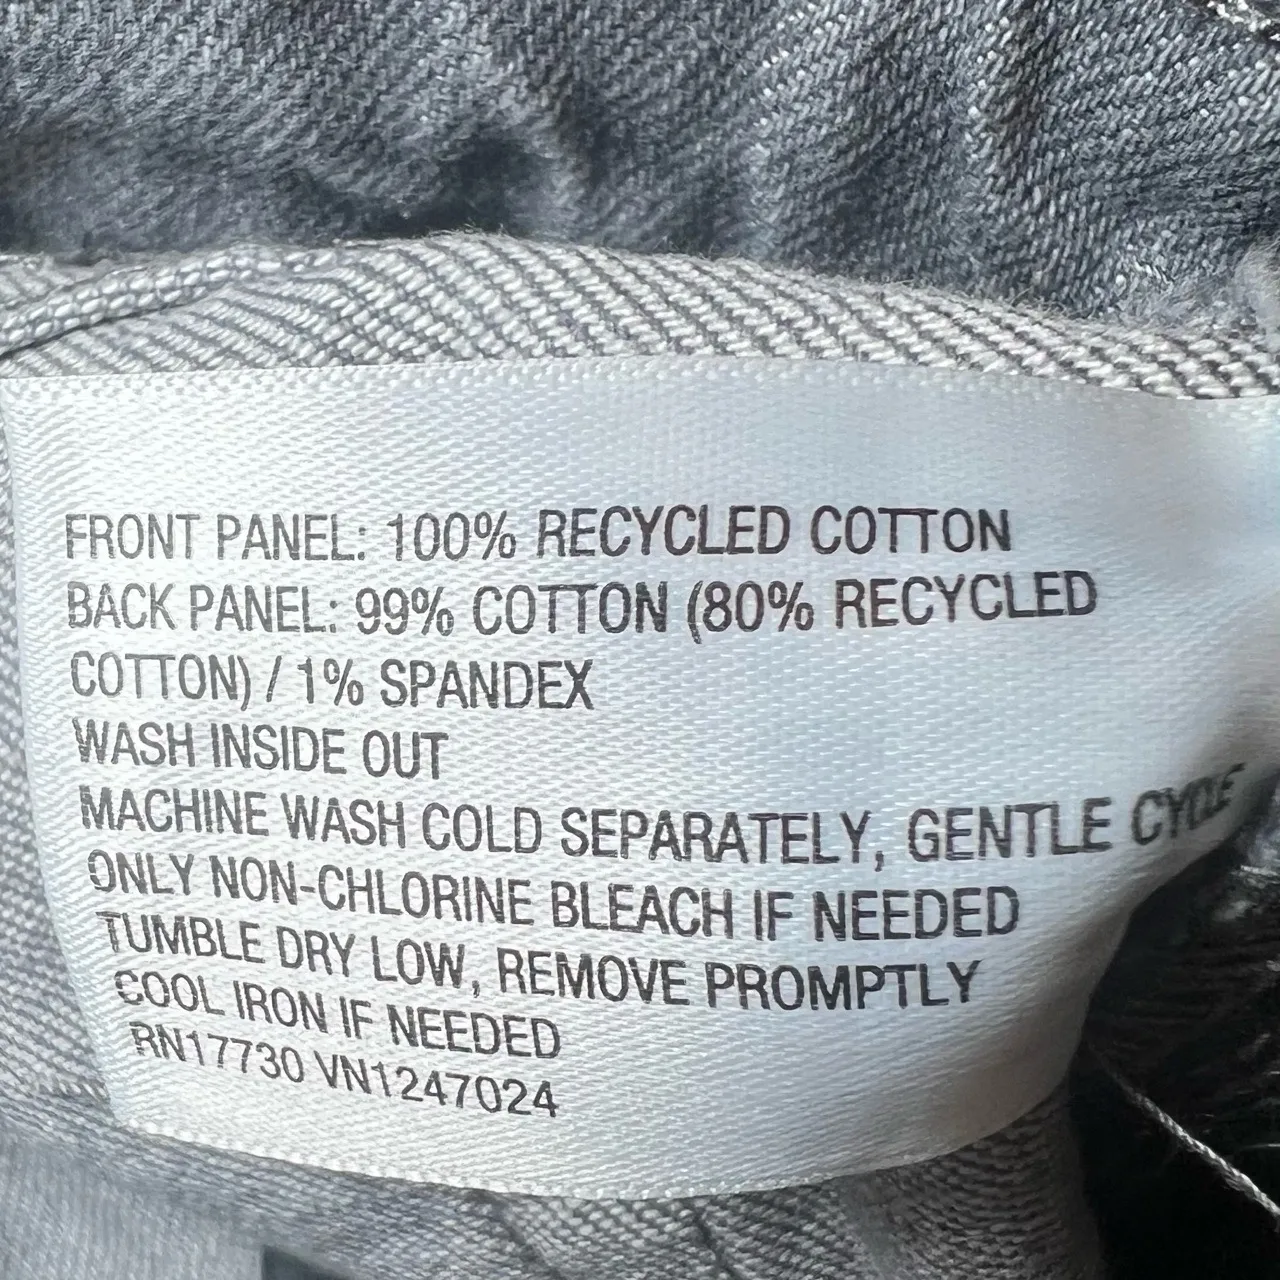 FRONT PANEL: 100% RECYCLED COTTON
BACK PANEL: 99% COTTON (80% RECYCLED
COTTON) / 1% SPANDEX
WASH INSIDE OUT
MACHINE WASH COLD SEPARATELY, GENTLE CYCLE
ONLY NON-CHLORINE BLEACH IF NEEDED
TUMBLE DRY LOW, REMOVE PROMPTLY
COOL IRON IF NEEDED
RN17730 VN1247024